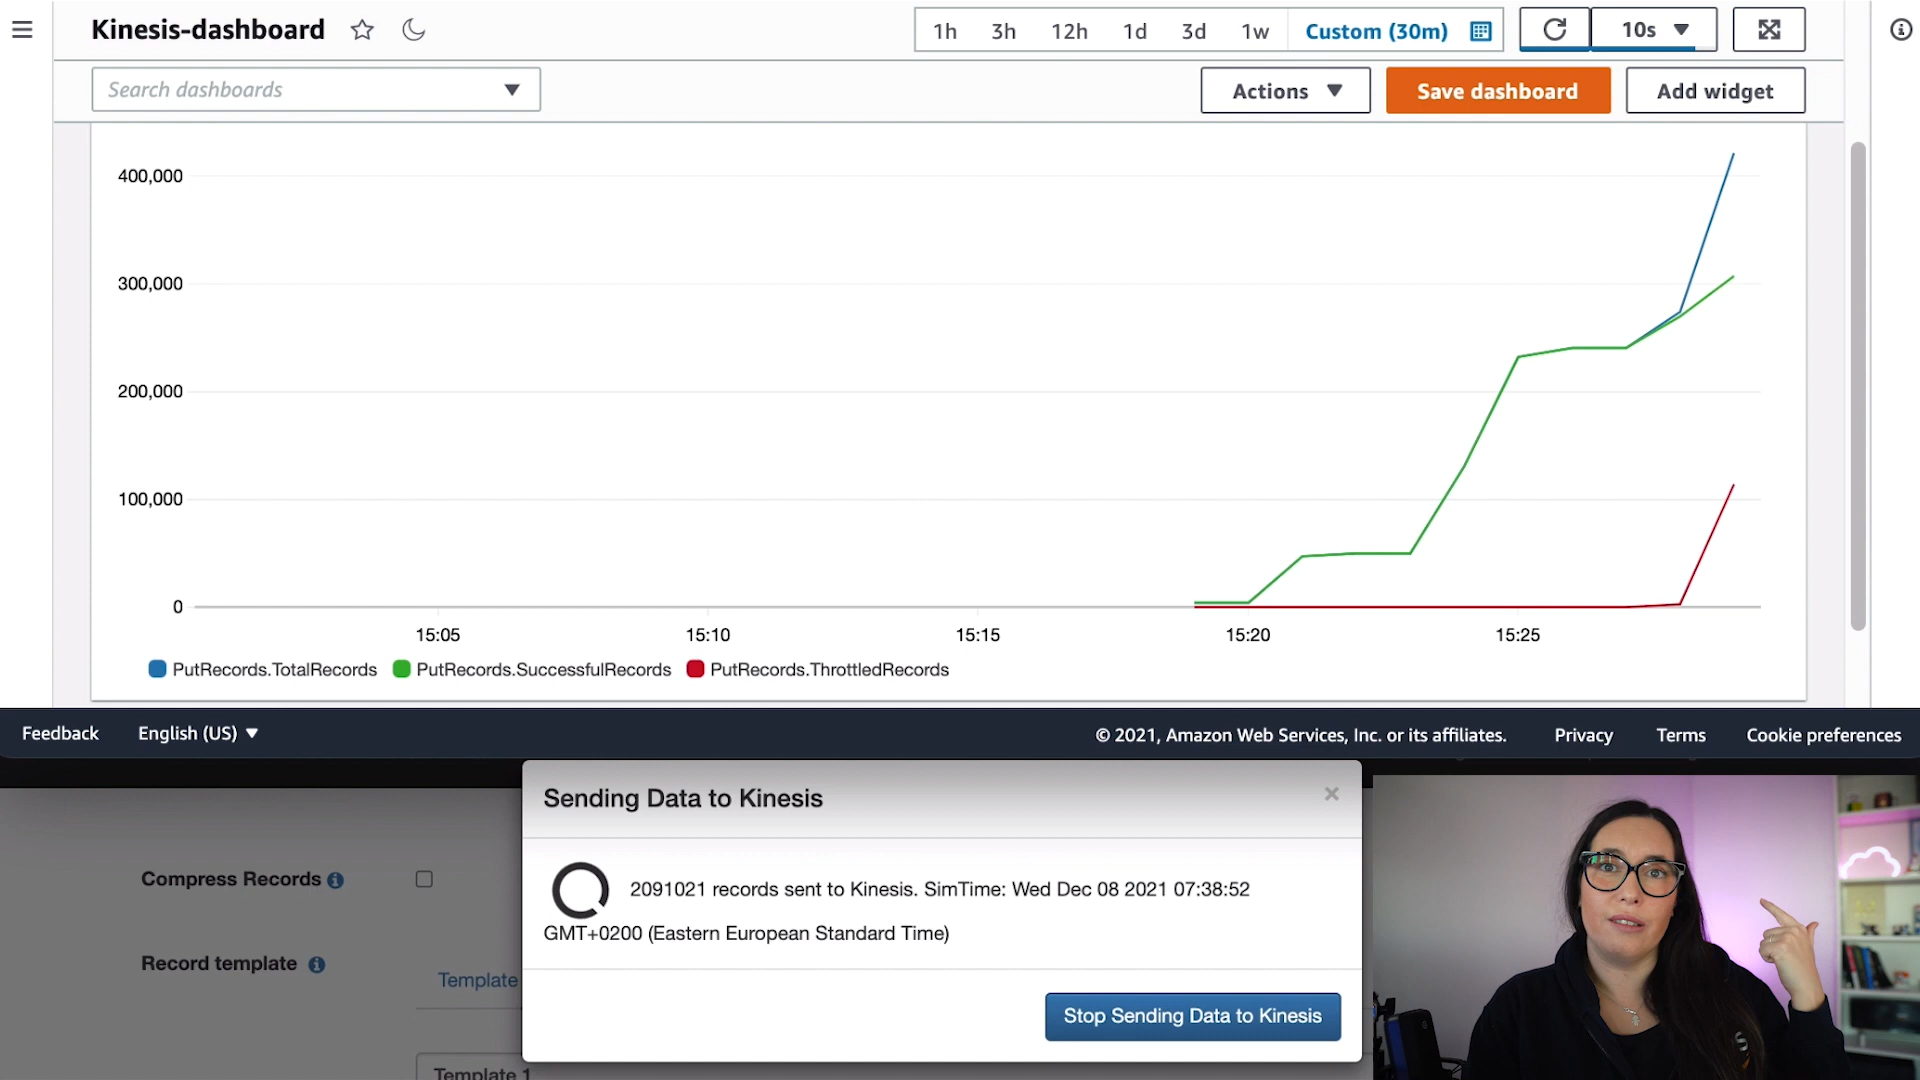 Kinesis-dashboard
1h 3h 12h 1d 3d 1w Custom (30m) 10s
Search dashboards
Actions Save dashboard Add widget
400,000
300,000
200,000
100,000
0
15:05 15:10 15:15 15:20 15:25
PutRecords.TotalRecords PutRecords.SuccessfulRecords PutRecords.ThrottledRecords
Feedback English (US) © 2021, Amazon Web Services, Inc. or its affiliates. Privacy Terms Cookie preferences
Sending Data to Kinesis ×
Compress Records
2091021 records sent to Kinesis. SimTime: Wed Dec 08 2021 07:38:52
GMT+0200 (Eastern European Standard Time)
Record template
Template
Stop Sending Data to Kinesis
Template 1